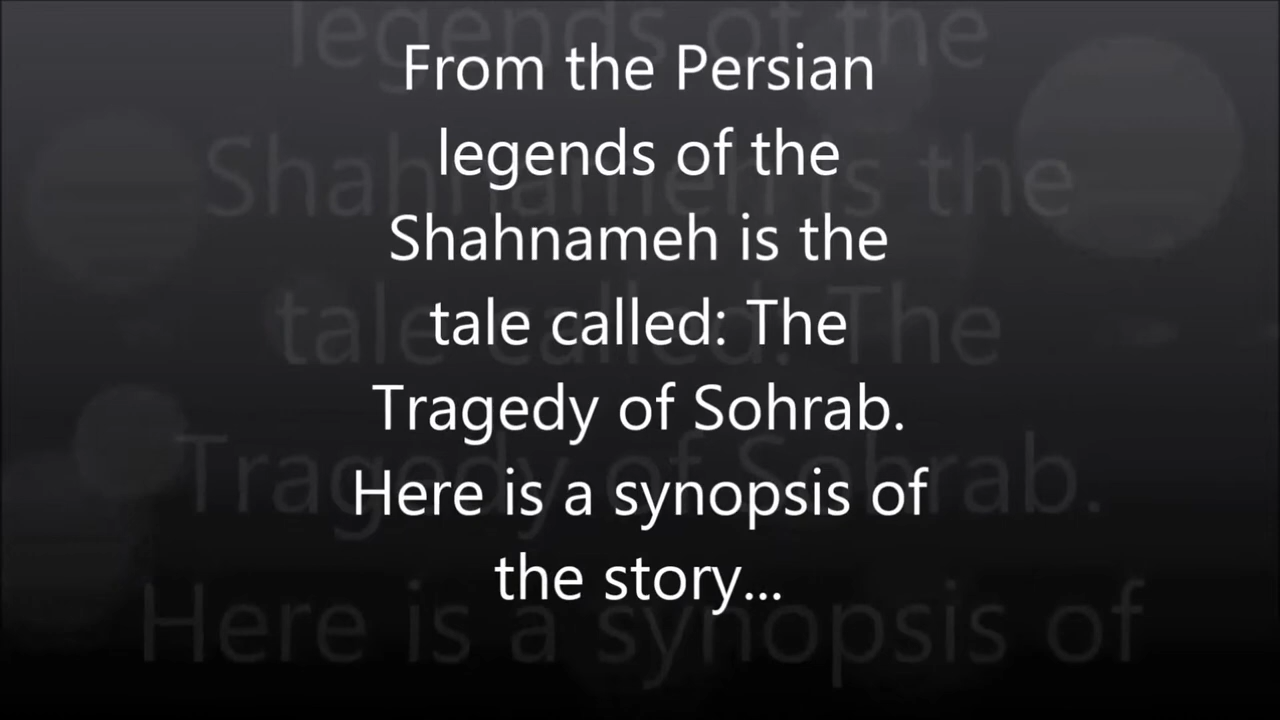 From the Persian
legends of the
Shahnameh is the
tale called: The
Tragedy of Sohrab.
Here is a synopsis of
the story...